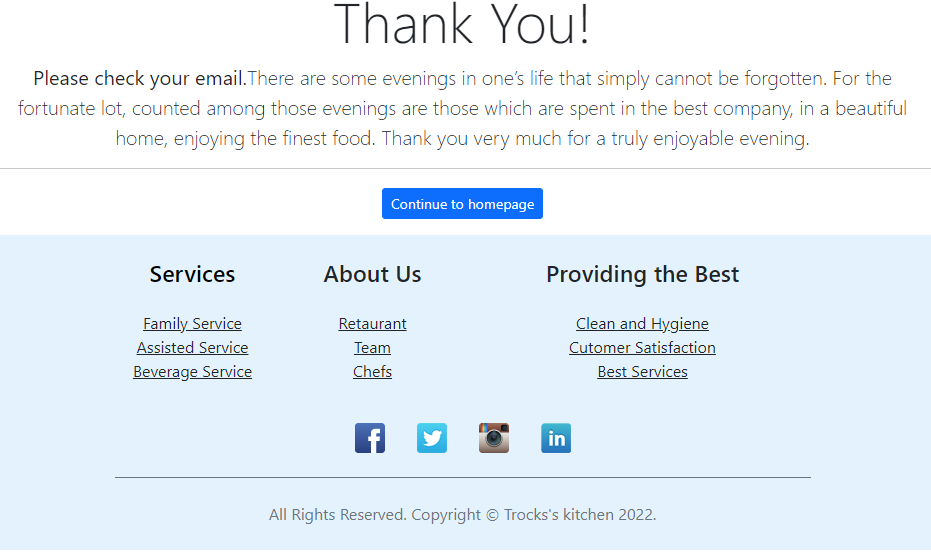 Thank You!
Please check your email.There are some evenings in one’s life that simply cannot be forgotten. For the
fortunate lot, counted among those evenings are those which are spent in the best company, in a beautiful
home, enjoying the finest food. Thank you very much for a truly enjoyable evening.
Continue to homepage
Services
Family Service
Assisted Service
Beverage Service
About Us
Retaurant
Team
Chefs
Providing the Best
Clean and Hygiene
Cutomer Satisfaction
Best Services
All Rights Reserved. Copyright © Trocks's kitchen 2022.